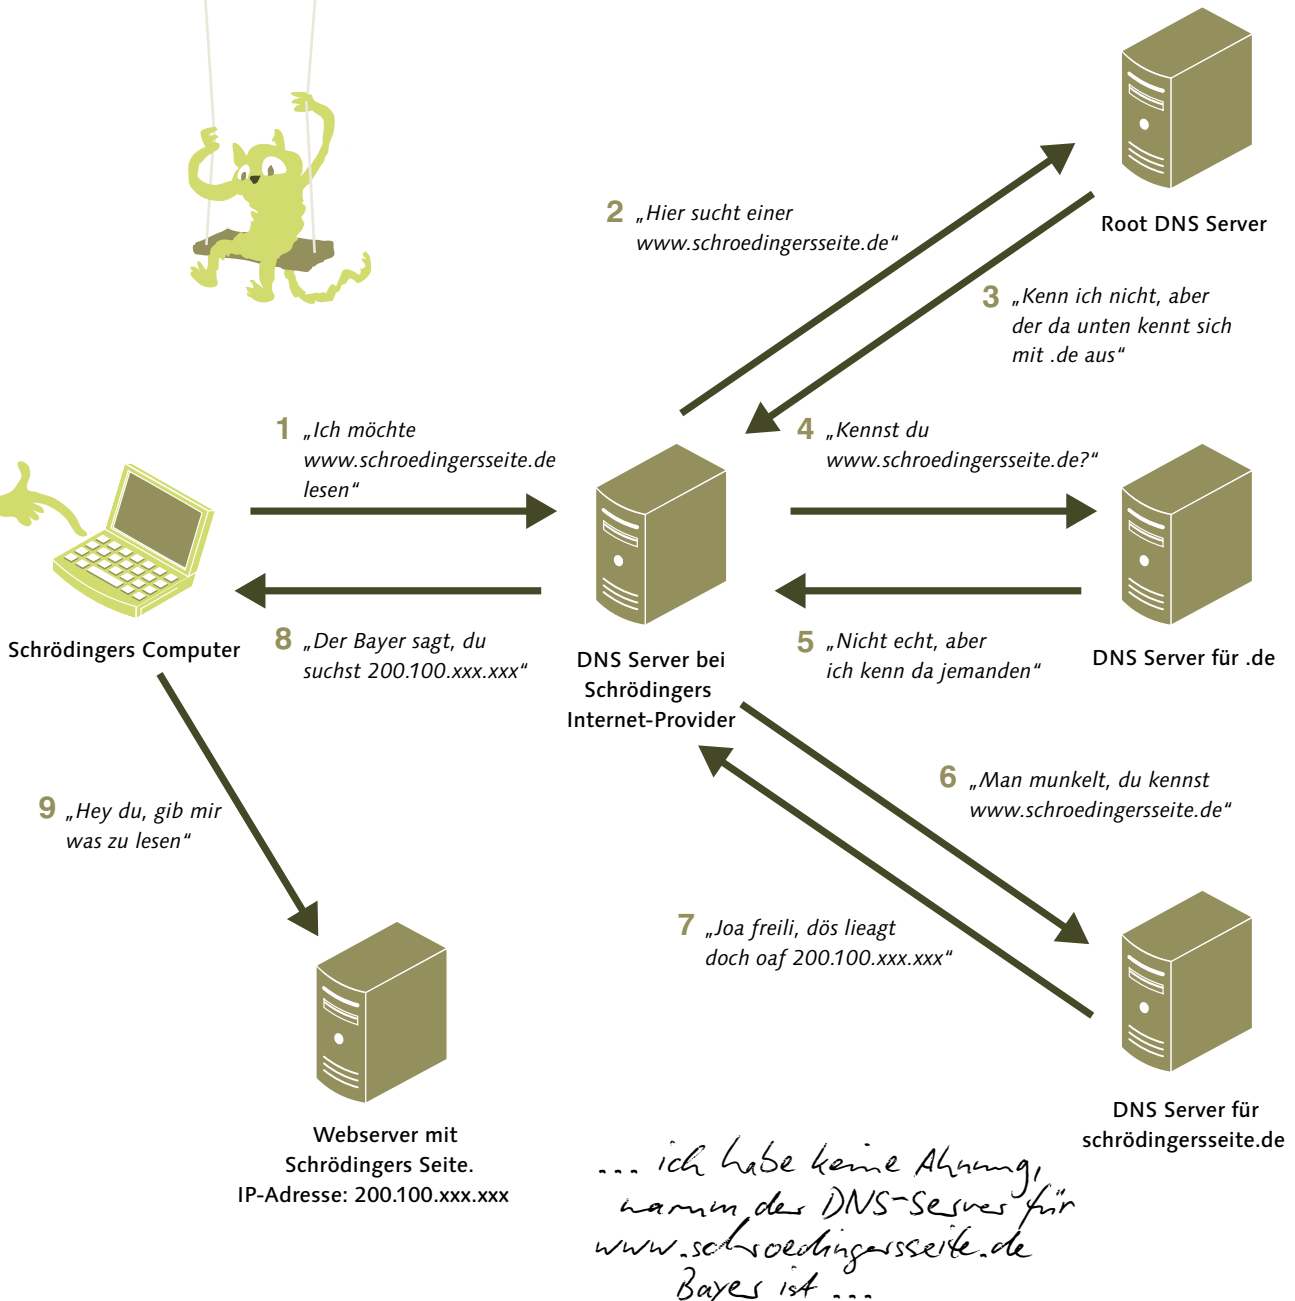 2 „Hier sucht einer
www.schroedingersseite.de“
Root DNS Server
3 „Kenn ich nicht, aber
der da unten kennt sich
mit .de aus“
1 „Ich möchte
www.schroedingersseite.de
lesen“
4 „Kennst du
www.schroedingersseite.de?“
Schrödingers Computer
8 „Der Bayer sagt, du
suchst 200.100.xxx.xxx“
DNS Server bei
Schrödingers
Internet-Provider
5 „Nicht echt, aber
ich kenn da jemanden“
DNS Server für .de
9 „Hey du, gib mir
was zu lesen“
6 „Man munkelt, du kennst
www.schroedingersseite.de“
7 „Joa freili, dös lieagt
doch oaf 200.100.xxx.xxx“
Webserver mit
Schrödingers Seite.
IP-Adresse: 200.100.xxx.xxx
DNS Server für
schrödingersseite.de
... ich habe keine Ahnung,
warum der DNS-Server für
www.schroedingersseite.de
Bayer ist ...